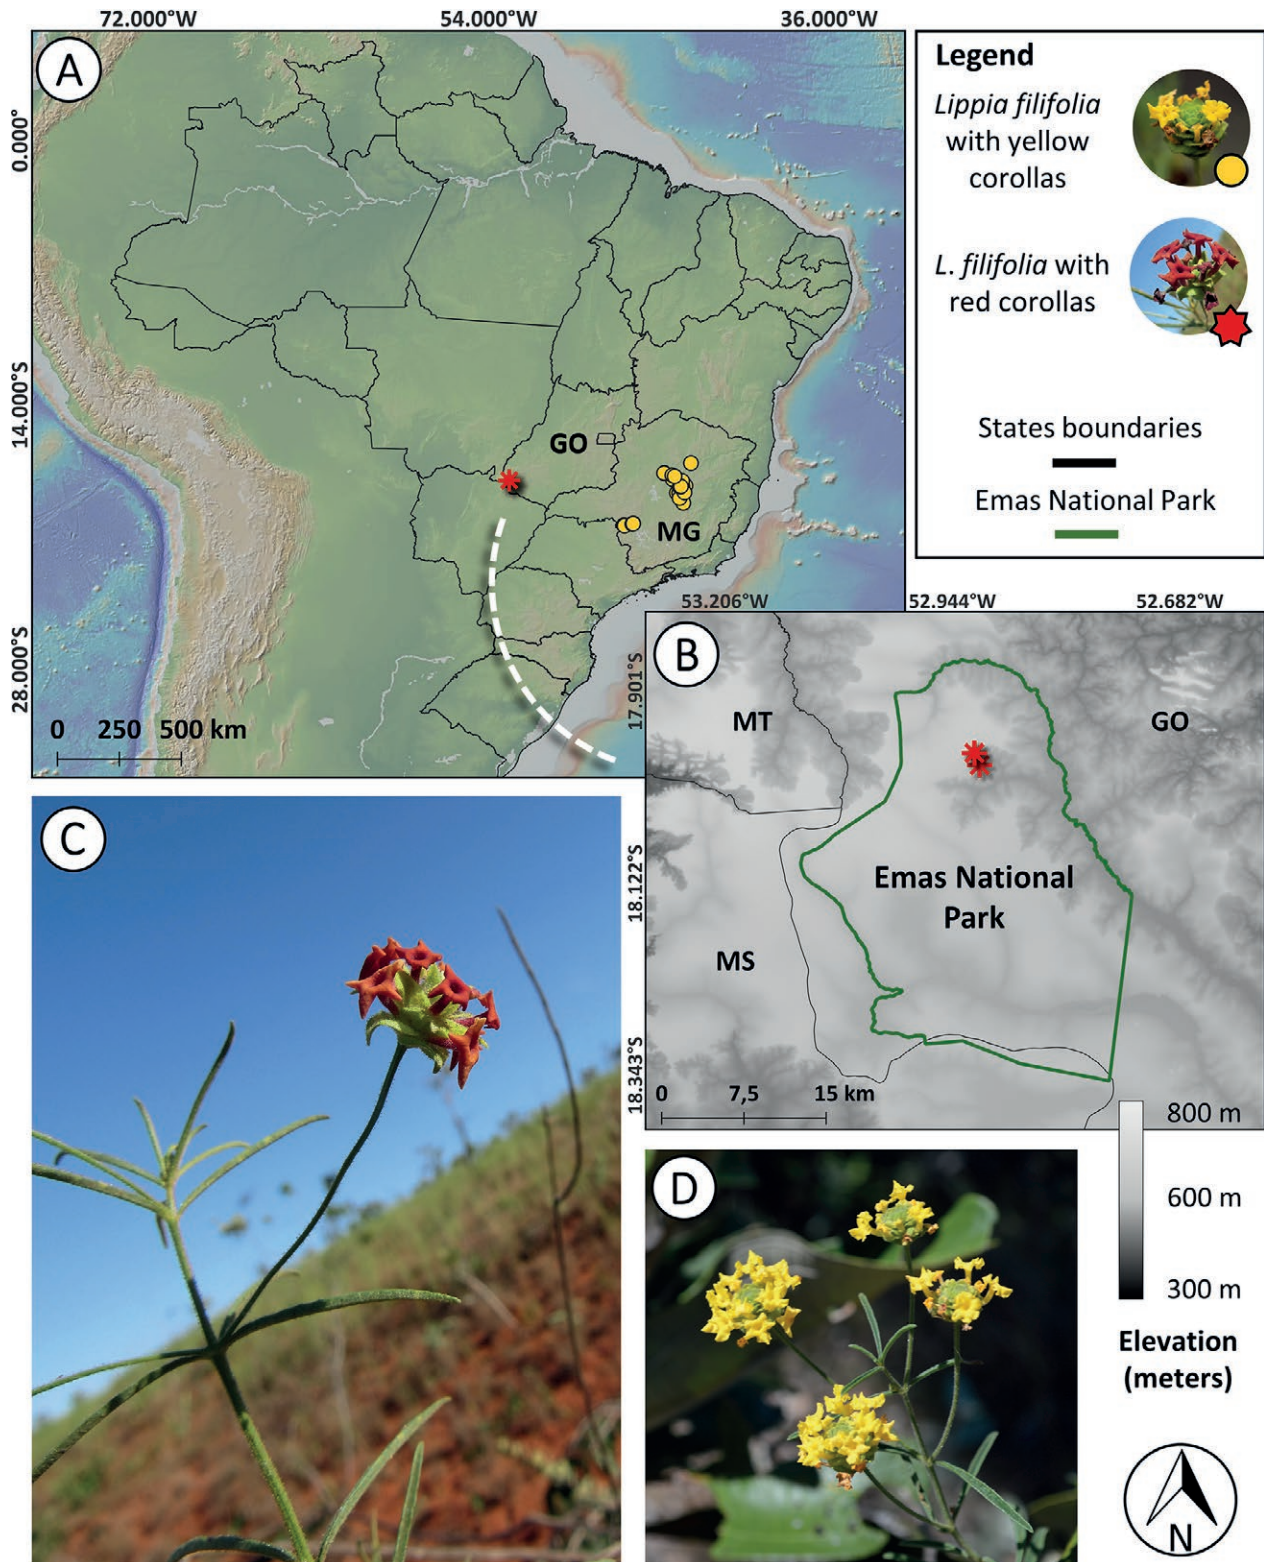 72.000°W 54.000°W 36.000°W
A
0.000°
14.000°S
28.000°S
GO
MG
0 250 500 km
Legend
Lippia filifolia
with yellow
corollas
L. filifolia with
red corollas
States boundaries
Emas National Park
53.206°W 52.944°W 52.682°W
B
17.901°S
18.1122°S
18.343°S
MT
GO
Emas National
Park
MS
0 7,5 15 km
800 m
600 m
300 m
Elevation
(meters)
C
D
N